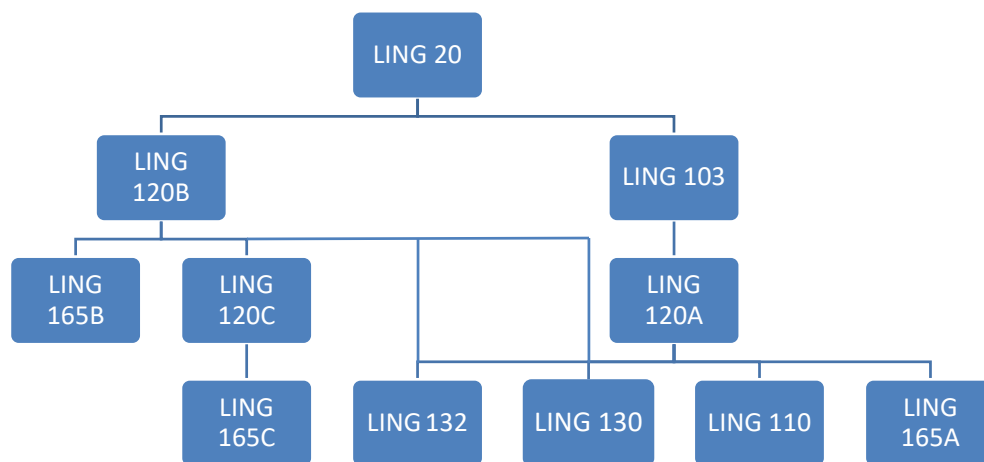 LING 20
LING
120B
LING 103
LING
165B
LING
120C
LING
120A
LING
165C
LING 132
LING 130
LING 110
LING
165A